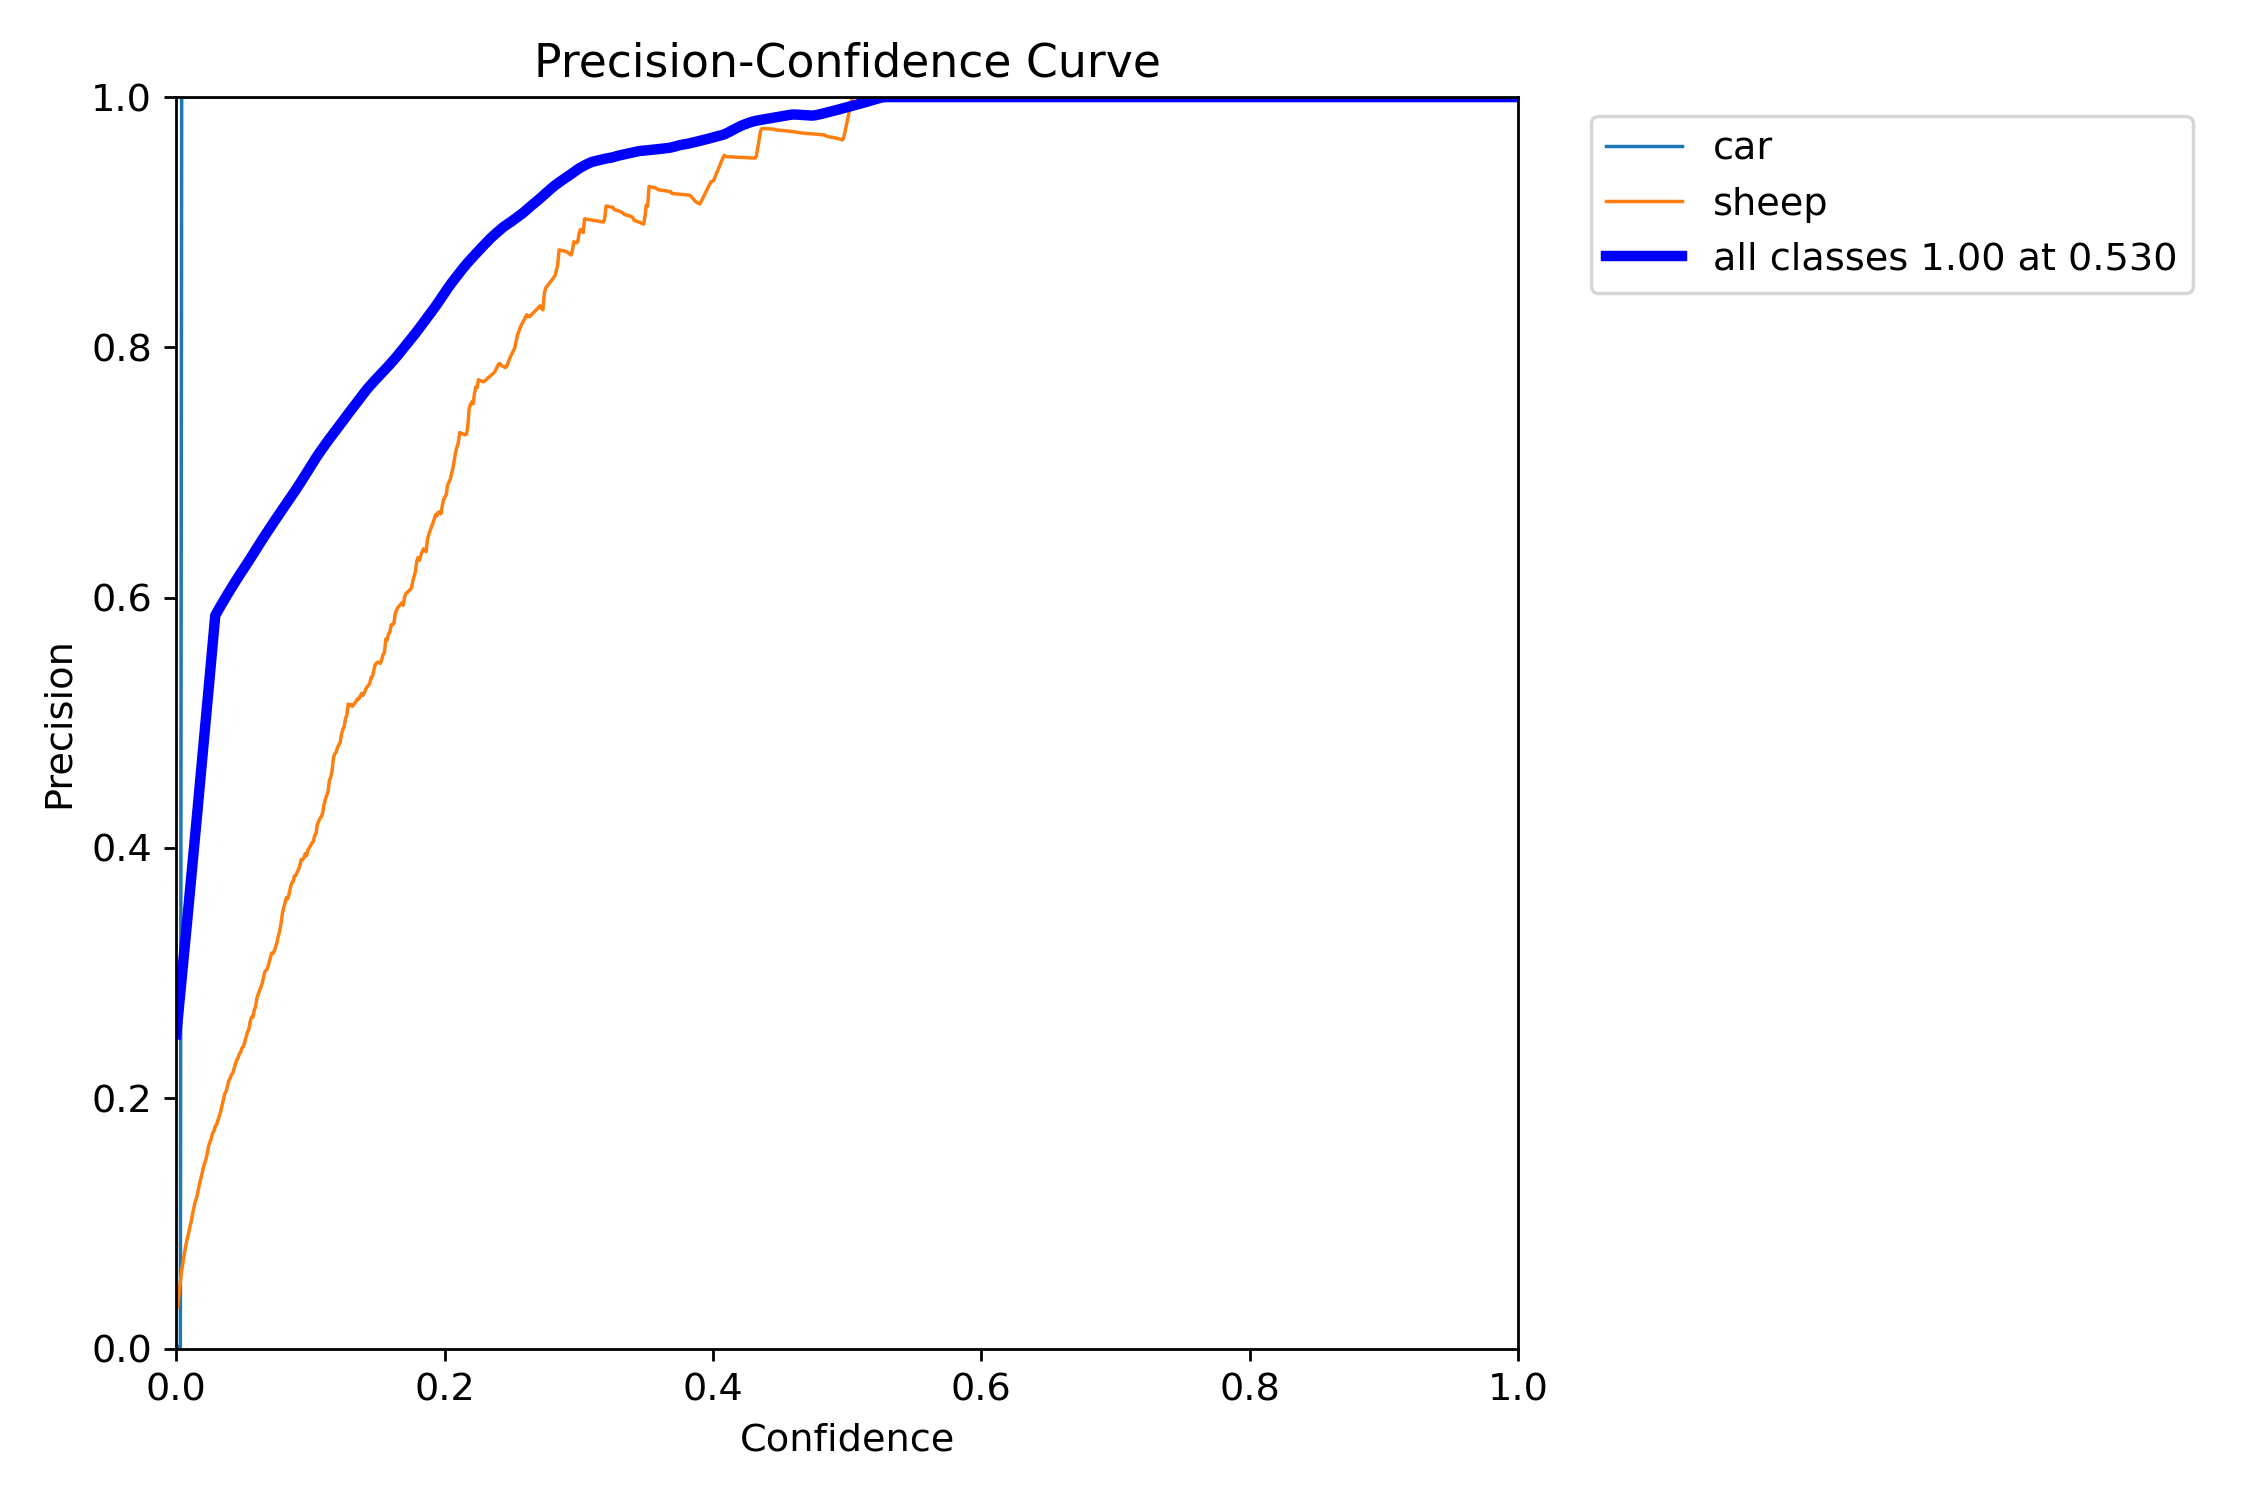 Precision-Confidence Curve
1.0
0.8
0.6
0.4
0.2
0.0
Precision
0.0 0.2 0.4 0.6 0.8 1.0
Confidence
car
sheep
all classes 1.00 at 0.530